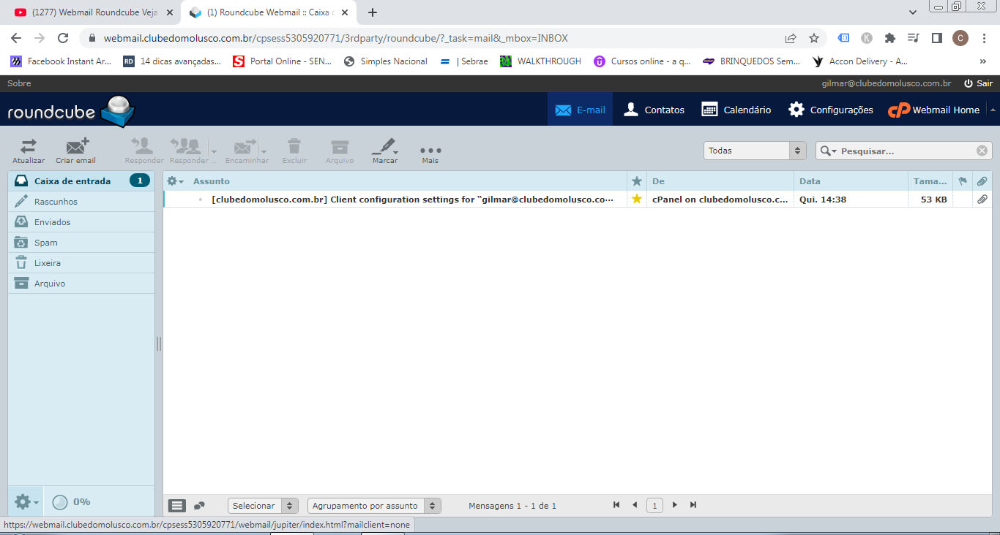 (1277) Webmail Roundcube Veja
(1) Roundcube Webmail :: Caixa d
webmail.clubedomolusco.com.br/cpsess5305920771/3rdparty/roundcube/?_task=mail&_mbox=INBOX
K
C
Facebook Instant Ar...
RD 14 dicas avançadas...
S Portal Online - SEN...
Simples Nacional
| Sebrae
WALKTHROUGH
Cursos online - a q...
BRINQUEDOS Sem...
Accon Delivery - A...
»
Sobre
gilmar@clubedomolusco.com.br
Sair
roundcube
E-mail
Contatos
Calendário
Configurações
cP Webmail Home
Atualizar
Criar email
Responder
Responder ...
Encaminhar
Excluir
Arquivo
Marcar
Mais
Todas
Pesquisar...
Caixa de entrada 1
Rascunhos
Enviados
Spam
Lixeira
Arquivo
Assunto
De
Data
Tama...
[clubedomolusco.com.br] Client configuration settings for “gilmar@clubedomolusco.co...
cPanel on clubedomolusco.c...
Qui. 14:38
53 KB
0%
Selecionar
Agrupamento por assunto
Mensagens 1 - 1 de 1
1
https://webmail.clubedomolusco.com.br/cpsess5305920771/webmail/jupiter/index.html?mailclient=none